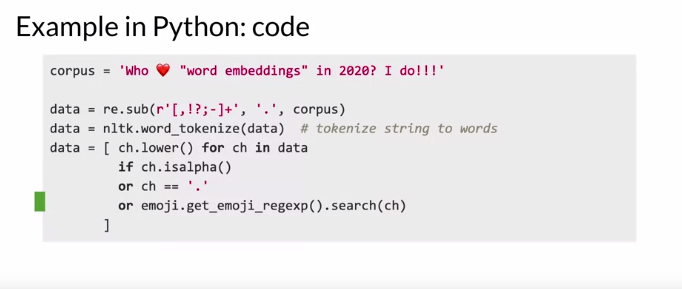 Example in Python: code
corpus = 'Who ❤️ "word embeddings" in 2020? I do!!!'
data = re.sub(r'[,!?;-]+', '.', corpus)
data = nltk.word_tokenize(data)  # tokenize string to words
data = [ ch.lower() for ch in data
         if ch.isalpha()
         or ch == '.'
         or emoji.get_emoji_regexp().search(ch)
       ]